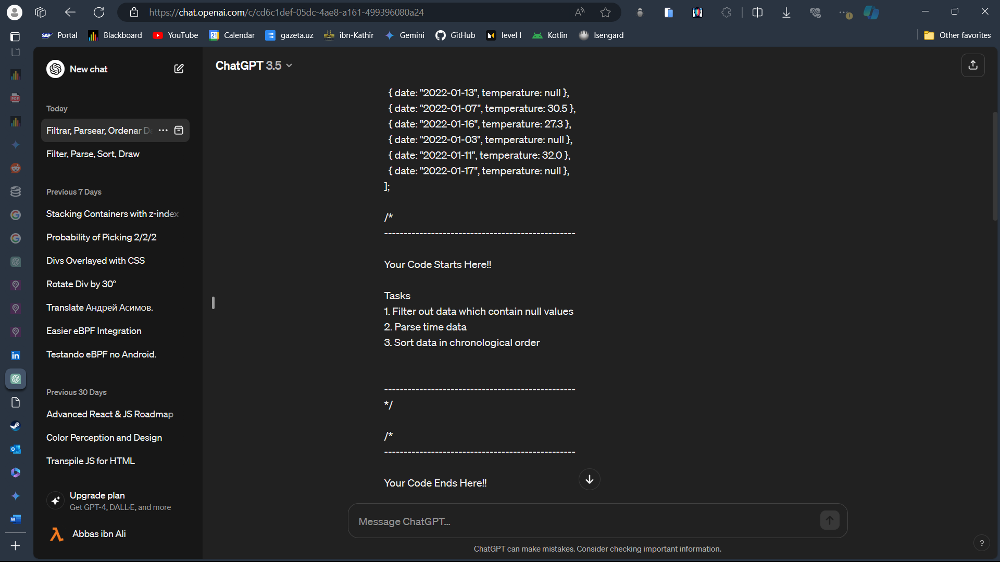 https://chat.openai.com/c/cd6c1def-05dc-4ae8-a161-499396080a24
SAP Portal
Blackboard
YouTube
21 Calendar
gazeta.uz
ibn-Kathir
Gemini
GitHub
level I
Kotlin
Isengard
Other favorites
New chat
Today
Filtrar, Parsear, Ordenar Da
Filter, Parse, Sort, Draw
Previous 7 Days
Stacking Containers with z-index
Probability of Picking 2/2/2
Divs Overlayed with CSS
Rotate Div by 30°
Translate Андрей Асимов.
Easier eBPF Integration
Testando eBPF no Android.
Previous 30 Days
Advanced React & JS Roadmap
Color Perception and Design
Transpile JS for HTML
Upgrade plan
Get GPT-4, DALL·E, and more
Abbas ibn Ali
ChatGPT 3.5
{ date: "2022-01-13", temperature: null },
{ date: "2022-01-07", temperature: 30.5 },
{ date: "2022-01-16", temperature: 27.3 },
{ date: "2022-01-03", temperature: null },
{ date: "2022-01-11", temperature: 32.0 },
{ date: "2022-01-17", temperature: null },
];
/*
-------------------------------------------------
Your Code Starts Here!!
Tasks
1. Filter out data which contain null values
2. Parse time data
3. Sort data in chronological order
-------------------------------------------------
*/
/*
-------------------------------------------------
Your Code Ends Here!!
Message ChatGPT...
ChatGPT can make mistakes. Consider checking important information.
?